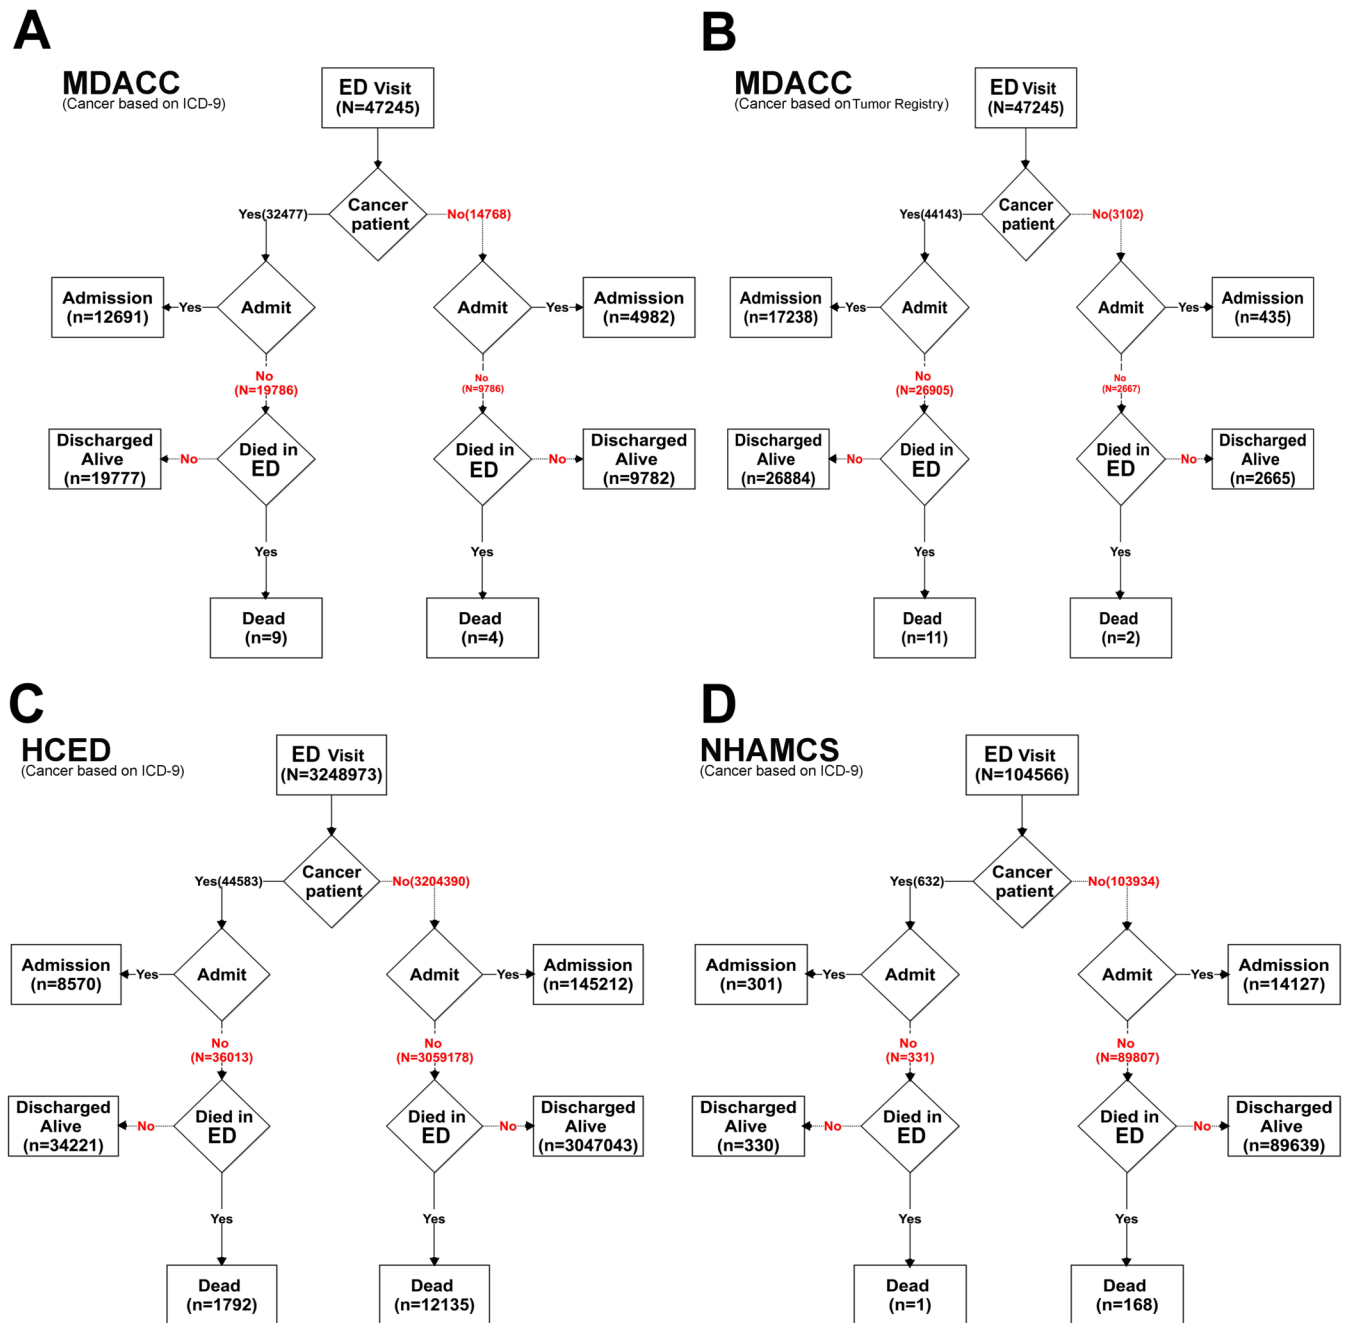 A
MDACC
(Cancer based on ICD-9)
ED Visit
(N=47245)
Cancer
patient
Yes(32477)
No(14768)
Admission
(n=12691)
Yes
Admit
Admit
Yes
Admission
(n=4982)
No
(N=19786)
No
(N=9786)
Discharged
Alive
(n=19777)
No
Died in
ED
Died in
ED
No
Discharged
Alive
(n=9782)
Yes
Yes
Dead
(n=9)
Dead
(n=4)
B
MDACC
(Cancer based on Tumor Registry)
ED Visit
(N=47245)
Cancer
patient
Yes(44143)
No(3102)
Admission
(n=17238)
Yes
Admit
Admit
Yes
Admission
(n=435)
No
(N=26905)
No
(N=2667)
Discharged
Alive
(n=26884)
No
Died in
ED
Died in
ED
No
Discharged
Alive
(n=2665)
Yes
Yes
Dead
(n=11)
Dead
(n=2)
C
HCED
(Cancer based on ICD-9)
ED Visit
(N=3248973)
Cancer
patient
Yes(44583)
No(3204390)
Admission
(n=8570)
Yes
Admit
Admit
Yes
Admission
(n=145212)
No
(N=36013)
No
(N=3059178)
Discharged
Alive
(n=34221)
No
Died in
ED
Died in
ED
No
Discharged
Alive
(n=3047043)
Yes
Yes
Dead
(n=1792)
Dead
(n=12135)
D
NHAMCS
(Cancer based on ICD-9)
ED Visit
(N=104566)
Cancer
patient
Yes(632)
No(103934)
Admission
(n=301)
Yes
Admit
Admit
Yes
Admission
(n=14127)
No
(N=331)
No
(N=89807)
Discharged
Alive
(n=330)
No
Died in
ED
Died in
ED
No
Discharged
Alive
(n=89639)
Yes
Yes
Dead
(n=1)
Dead
(n=168)